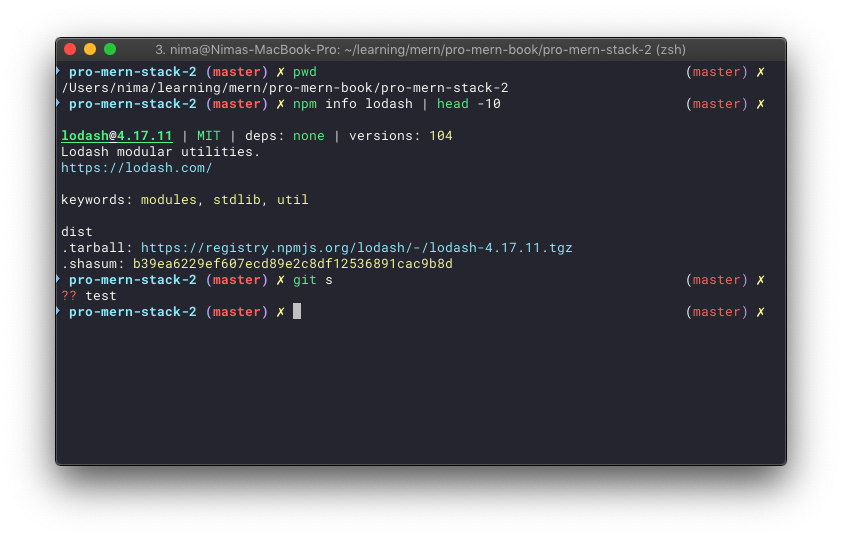 3. nima@Nimas-MacBook-Pro: ~/learning/mern/pro-mern-book/pro-mern-stack-2 (zsh)
pro-mern-stack-2 (master) ✗ pwd (master) ✗
/Users/nima/learning/mern/pro-mern-book/pro-mern-stack-2
pro-mern-stack-2 (master) ✗ npm info lodash | head -10 (master) ✗
lodash@4.17.11 | MIT | deps: none | versions: 104
Lodash modular utilities.
https://lodash.com/
keywords: modules, stdlib, util
dist
.tarball: https://registry.npmjs.org/lodash/-/lodash-4.17.11.tgz
.shasum: b39ea6229ef607ecd89e2c8df12536891cac9b8d
pro-mern-stack-2 (master) ✗ git s (master) ✗
?? test
pro-mern-stack-2 (master) ✗ (master) ✗